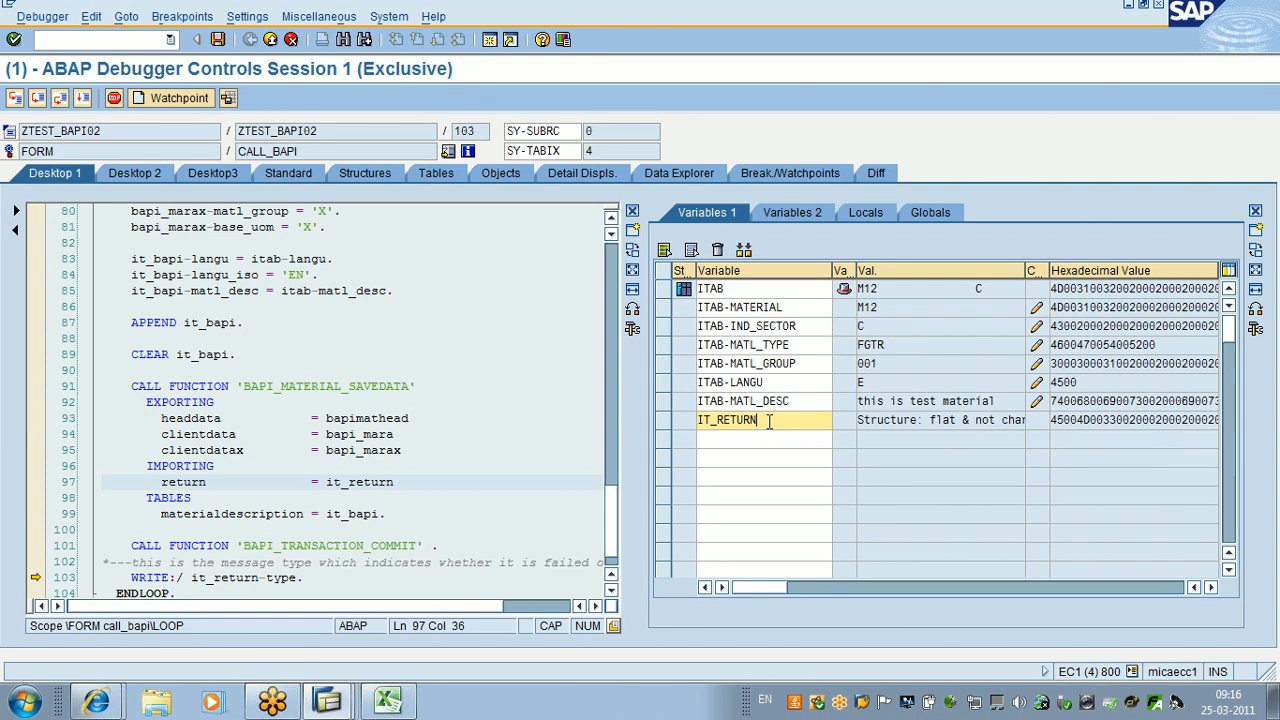 Debugger Edit Goto Breakpoints Settings Miscellaneous System Help
SAP
(1) - ABAP Debugger Controls Session 1 (Exclusive)
Watchpoint
ZTEST_BAPI02 / ZTEST_BAPI02 / 103 SY-SUBRC 0
FORM / CALL_BAPI SY-TABIX 4
Desktop 1 Desktop 2 Desktop3 Standard Structures Tables Objects Detail Displs. Data Explorer Break./Watchpoints Diff
80 bapi_marax-matl_group = 'X'.
81 bapi_marax-base_uom = 'X'.
82
83 it_bapi-langu = itab-langu.
84 it_bapi-langu_iso = 'EN'.
85 it_bapi-matl_desc = itab-matl_desc.
86
87 APPEND it_bapi.
88
89 CLEAR it_bapi.
90
91 CALL FUNCTION 'BAPI_MATERIAL_SAVEDATA'
92 EXPORTING
93 headdata = bapimathead
94 clientdata = bapi_mara
95 clientdatax = bapi_marax
96 IMPORTING
97 return = it_return
98 TABLES
99 materialdescription = it_bapi.
100
101 CALL FUNCTION 'BAPI_TRANSACTION_COMMIT' .
102 *---this is the message type which indicates whether it is failed o
103 WRITE:/ it_return-type.
104 ENDLOOP.
Scope \FORM call_bapi\LOOP ABAP Ln 97 Col 36 CAP NUM
Variables 1 Variables 2 Locals Globals
St... Variable Va... Val. C... Hexadecimal Value
ITAB M12 C 4D003100320020002000200020
ITAB-MATERIAL M12 4D003100320020002000200020
ITAB-IND_SECTOR C 43002000200020002000200020
ITAB-MATL_TYPE FGTR 4600470054005200
ITAB-MATL_GROUP 001 30003000310020002000200020
ITAB-LANGU E 4500
ITAB-MATL_DESC this is test material 74006800690073002000690073
IT_RETURN Structure: flat & not char 45004D00330020002000200020
EC1 (4) 800 micaecc1 INS
EN
09:16
25-03-2011